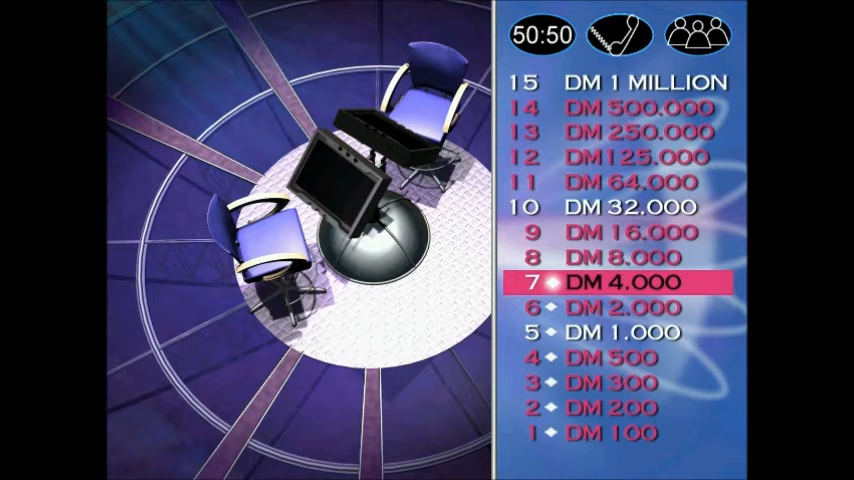 50:50
15 DM 1 MILLION
14 DM 500.000
13 DM 250.000
12 DM125.000
11 DM 64.000
10 DM 32.000
9 DM 16.000
8 DM 8.000
7 DM 4.000
6 DM 2.000
5 DM 1.000
4 DM 500
3 DM 300
2 DM 200
1 DM 100